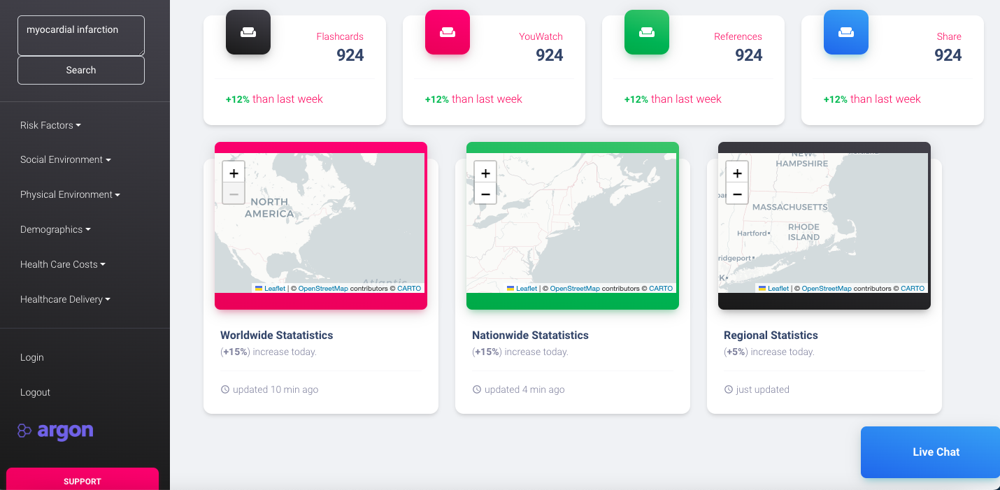 myocardial infarction
Search
Risk Factors
Social Environment
Physical Environment
Demographics
Health Care Costs
Healthcare Delivery
Login
Logout
argon
SUPPORT
Flashcards
924
+12% than last week
YouWatch
924
+12% than last week
References
924
+12% than last week
Share
924
+12% than last week
+
−
NORTH
AMERICA
Atlantic
Leaflet | © OpenStreetMap contributors © CARTO
Worldwide Statatistics
(+15%) increase today.
updated 10 min ago
+
−
Leaflet | © OpenStreetMap contributors © CARTO
Nationwide Statatistics
(+15%) increase today.
updated 4 min ago
+
−
NEW
HAMPSHIRE
MASSACHUSETTS
Hartford
RHODE
ISLAND
ridgeport
Leaflet | © OpenStreetMap contributors © CARTO
Regional Statistics
(+5%) increase today.
just updated
Live Chat